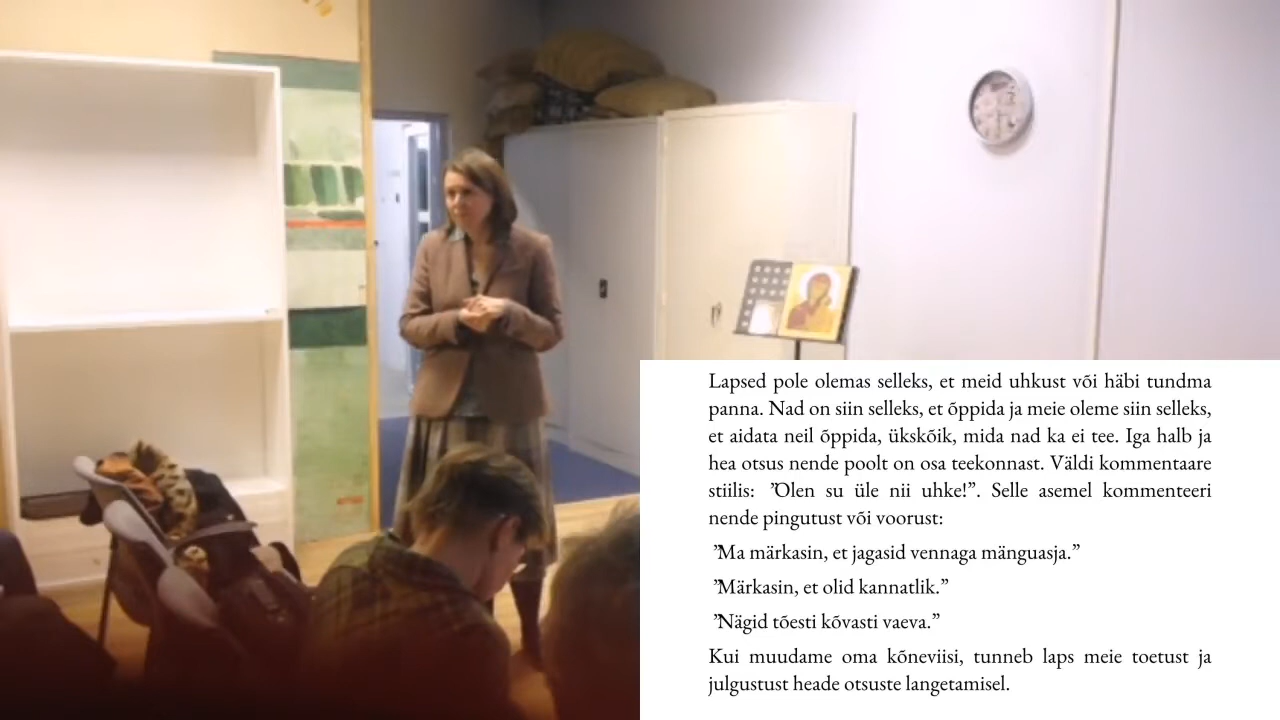 Lapsed pole olemas selleks, et meid uhkust või häbi tundma
panna. Nad on siin selleks, et õppida ja meie oleme siin selleks,
et aidata neil õppida, ükskõik, mida nad ka ei tee. Iga halb ja
hea otsus nende poolt on osa teekonnast. Väldi kommentaare
stiilis: ”Olen su üle nii uhke!”. Selle asemel kommenteeri
nende pingutust või voorust:
”Ma märkasin, et jagasid vennaga mänguasja.”
”Märkasin, et olid kannatlik.”
”Nägid tõesti kõvasti vaeva.”
Kui muudame oma kõneviisi, tunneb laps meie toetust ja
julgustust heade otsuste langetamisel.